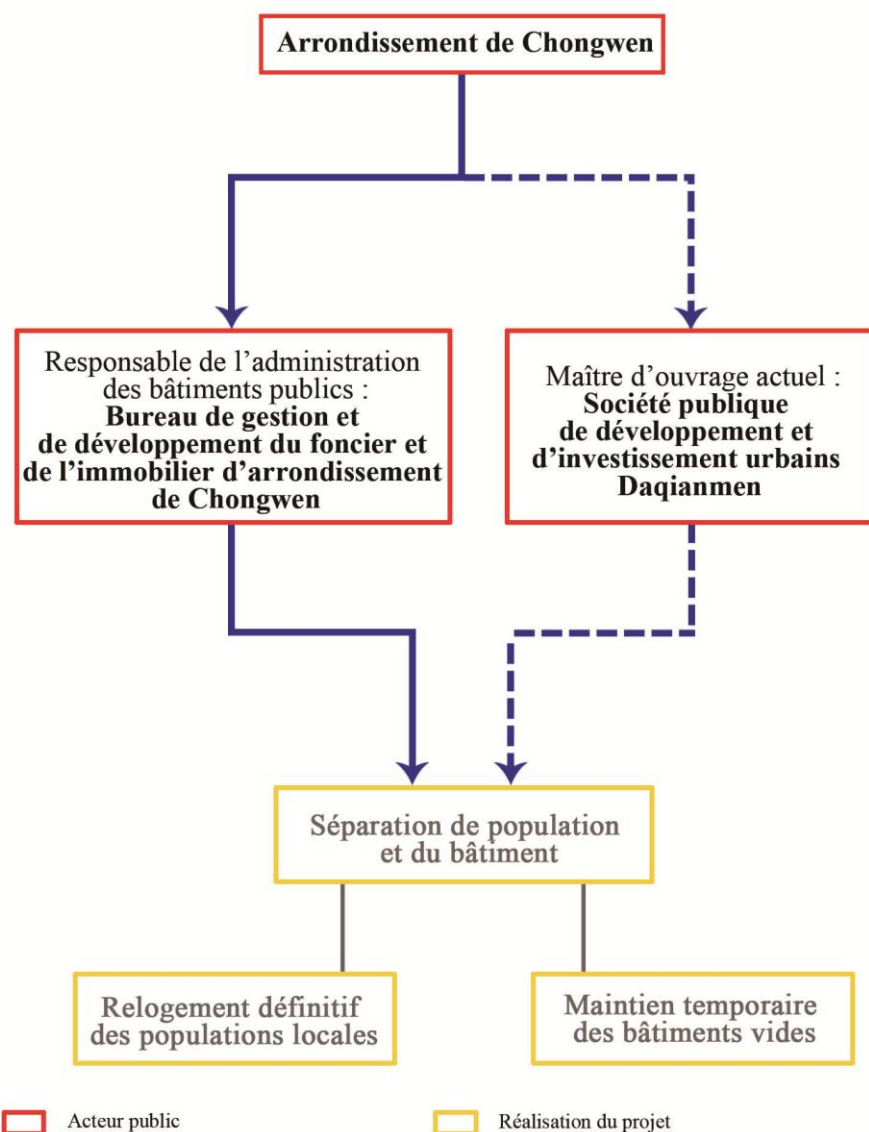 Arrondissement de Chongwen
Responsable de l’administration
des bâtiments publics :
Bureau de gestion et
de développement du foncier et
de l’immobilier d’arrondissement
de Chongwen
Maître d’ouvrage actuel :
Société publique
de développement et
d’investissement urbains
Daqianmen
Séparation de population
et du bâtiment
Relogement définitif
des populations locales
Maintien temporaire
des bâtiments vides
Acteur public
Réalisation du projet